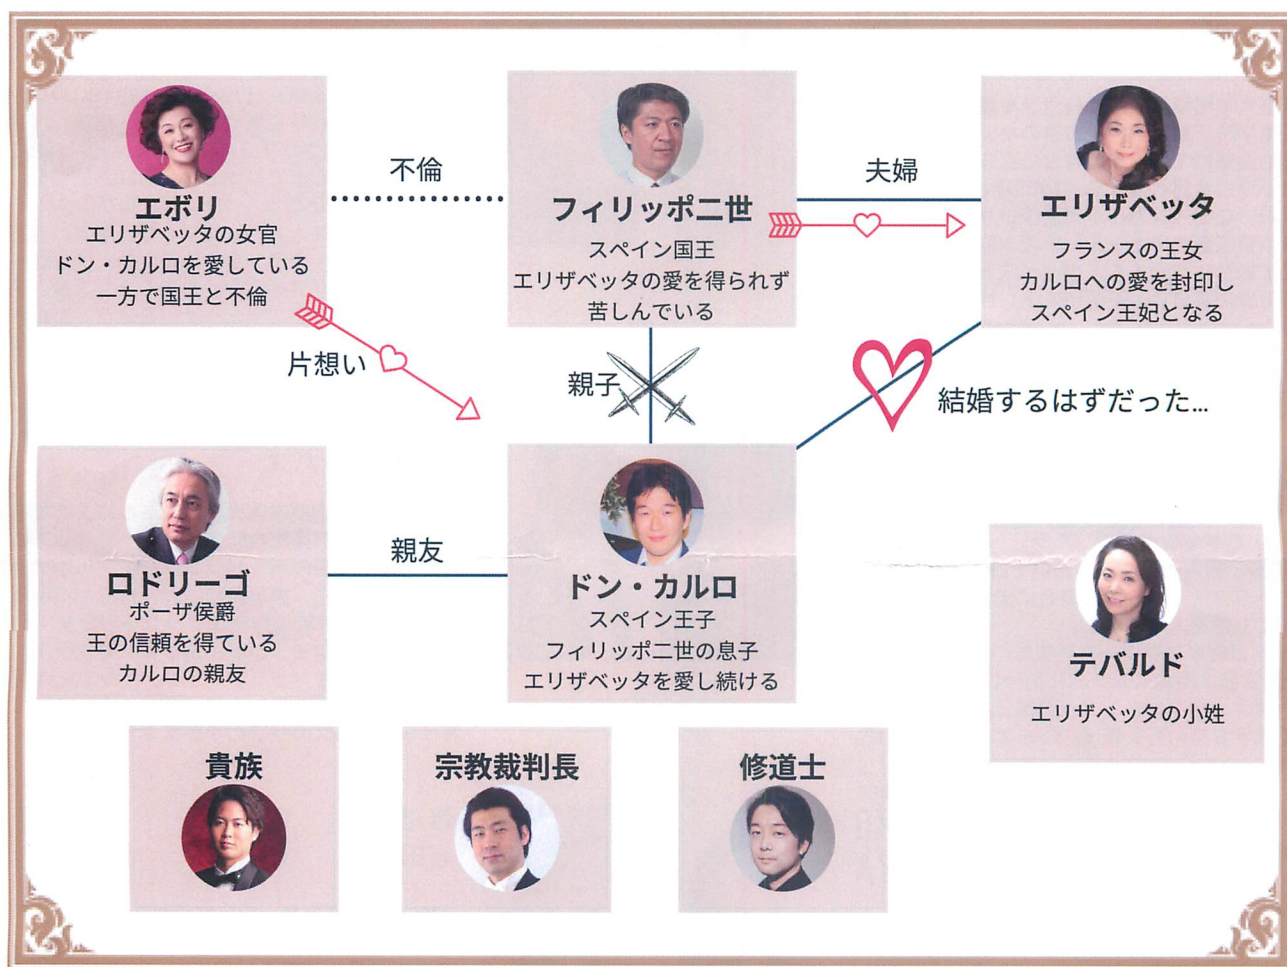 エボリ
エリザベッタの女官
ドン・カルロを愛している
一方で国王と不倫
不倫
フィリッポ二世
スペイン国王
エリザベッタの愛を得られず
苦しんでいる
夫婦
エリザベッタ
フランスの王女
カルロへの愛を封印し
スペイン王妃となる
片想い
親子
結婚するはずだった...
ロドリーゴ
ポーザ侯爵
王の信頼を得ている
カルロの親友
親友
ドン・カルロ
スペイン王子
フィリッポ二世の息子
エリザベッタを愛し続ける
テバルド
エリザベッタの小姓
貴族
宗教裁判長
修道士